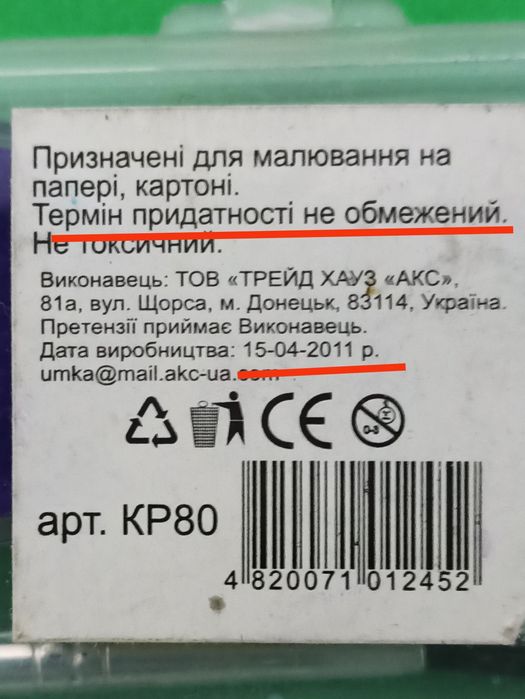 Призначені для малювання на
папері, картоні.
Термін придатності не обмежений.
Не токсичний.
Виконавець: ТОВ «ТРЕЙД ХАУЗ «АКС»,
81а, вул. Щорса, м. Донецьк, 83114, Україна.
Претензії приймає Виконавець.
Дата виробництва: 15-04-2011 р.
umka@mail.akc-ua.com
CE
0-3
арт. КР80
4 820071 012452